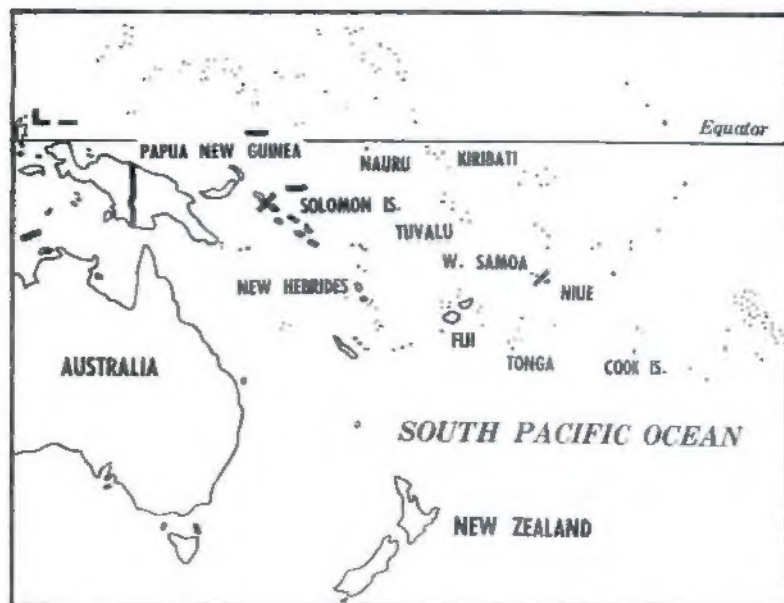 Equator
PAPUA NEW GUINEA
NAURU
KIRIBATI
SOLOMON IS.
TUVALU
W. SAMOA
NIUE
NEW HEBRIDES
FIJI
AUSTRALIA
TONGA
COOK IS.
SOUTH PACIFIC OCEAN
NEW ZEALAND